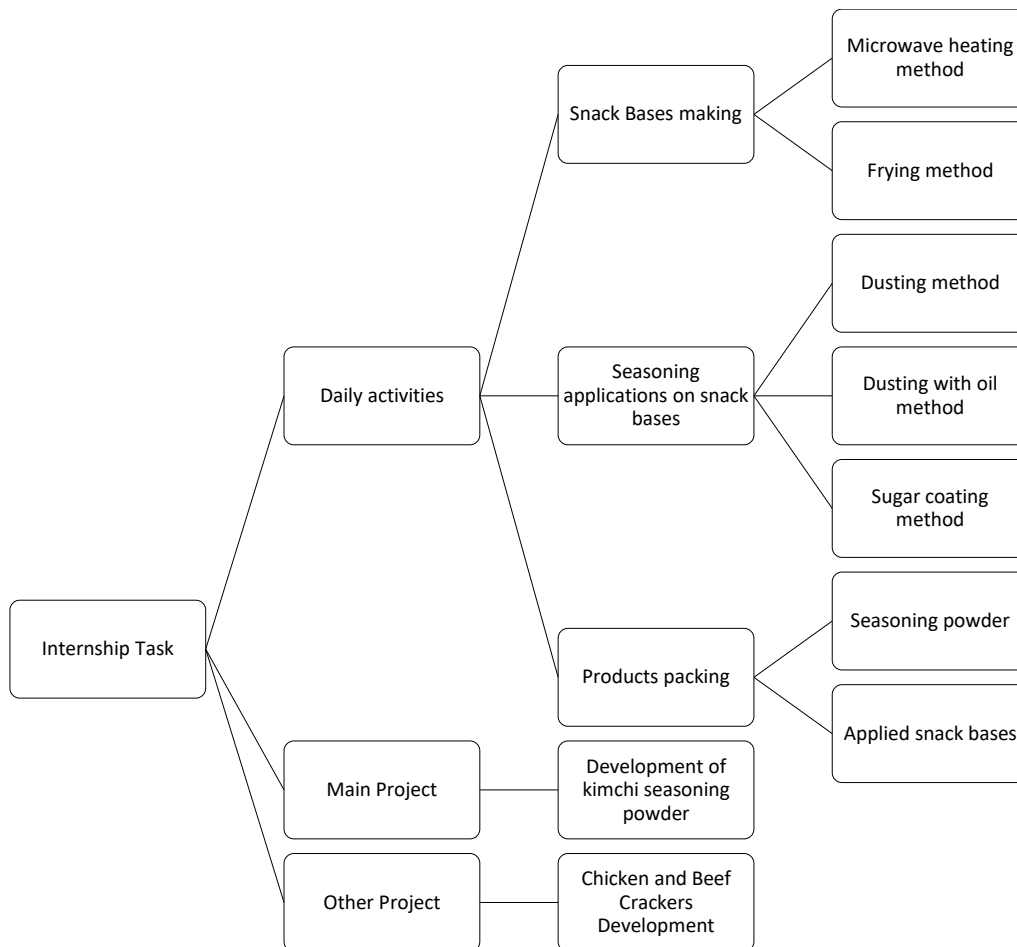 Internship Task
Daily activities
Snack Bases making
Microwave heating
method
Frying method
Seasoning
applications on snack
bases
Dusting method
Dusting with oil
method
Sugar coating
method
Products packing
Seasoning powder
Applied snack bases
Main Project
Development of
kimchi seasoning
powder
Other Project
Chicken and Beef
Crackers
Development